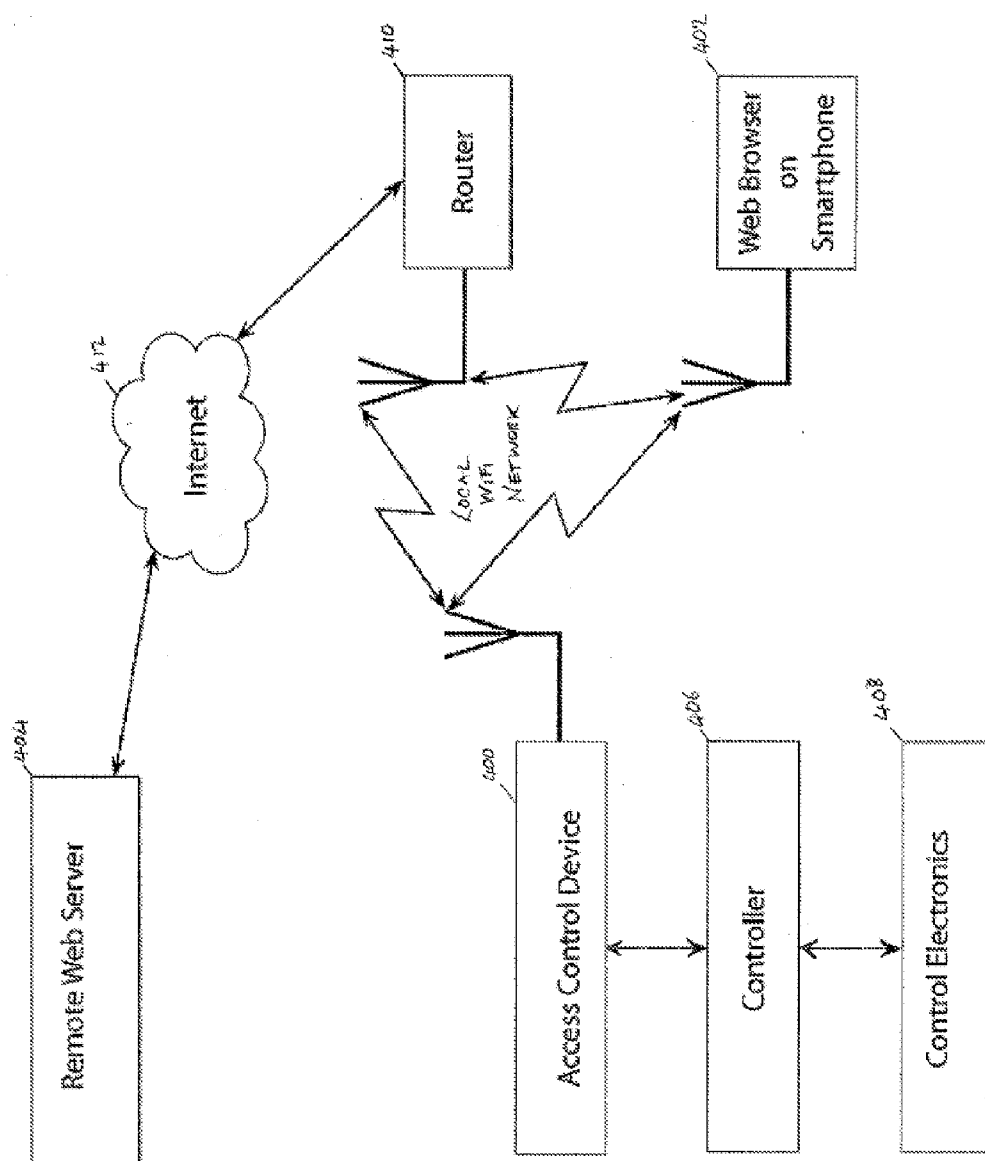 404
Remote Web Server
412
Internet
410
Router
LOCAL
WIFI
NETWORK
400
Access Control Device
402
Web Browser
on
Smartphone
406
Controller
408
Control Electronics